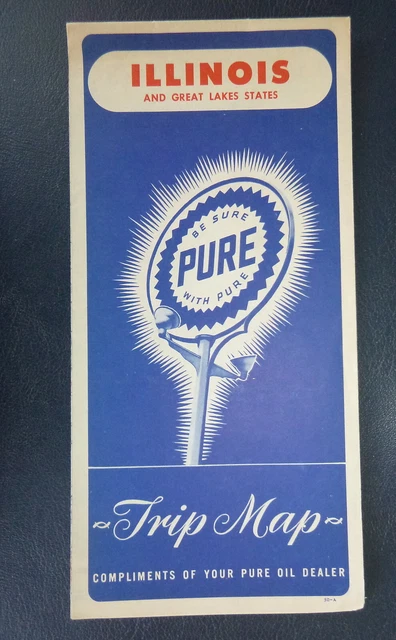 ILLINOIS
AND GREAT LAKES STATES
BE SURE
PURE
WITH PURE
Trip Map
COMPLIMENTS OF YOUR PURE OIL DEALER